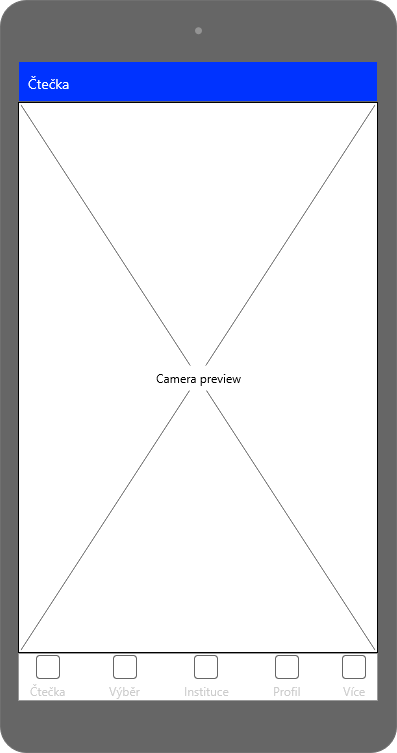 Čtečka
Camera preview
Čtečka Výběr Instituce Profil Více